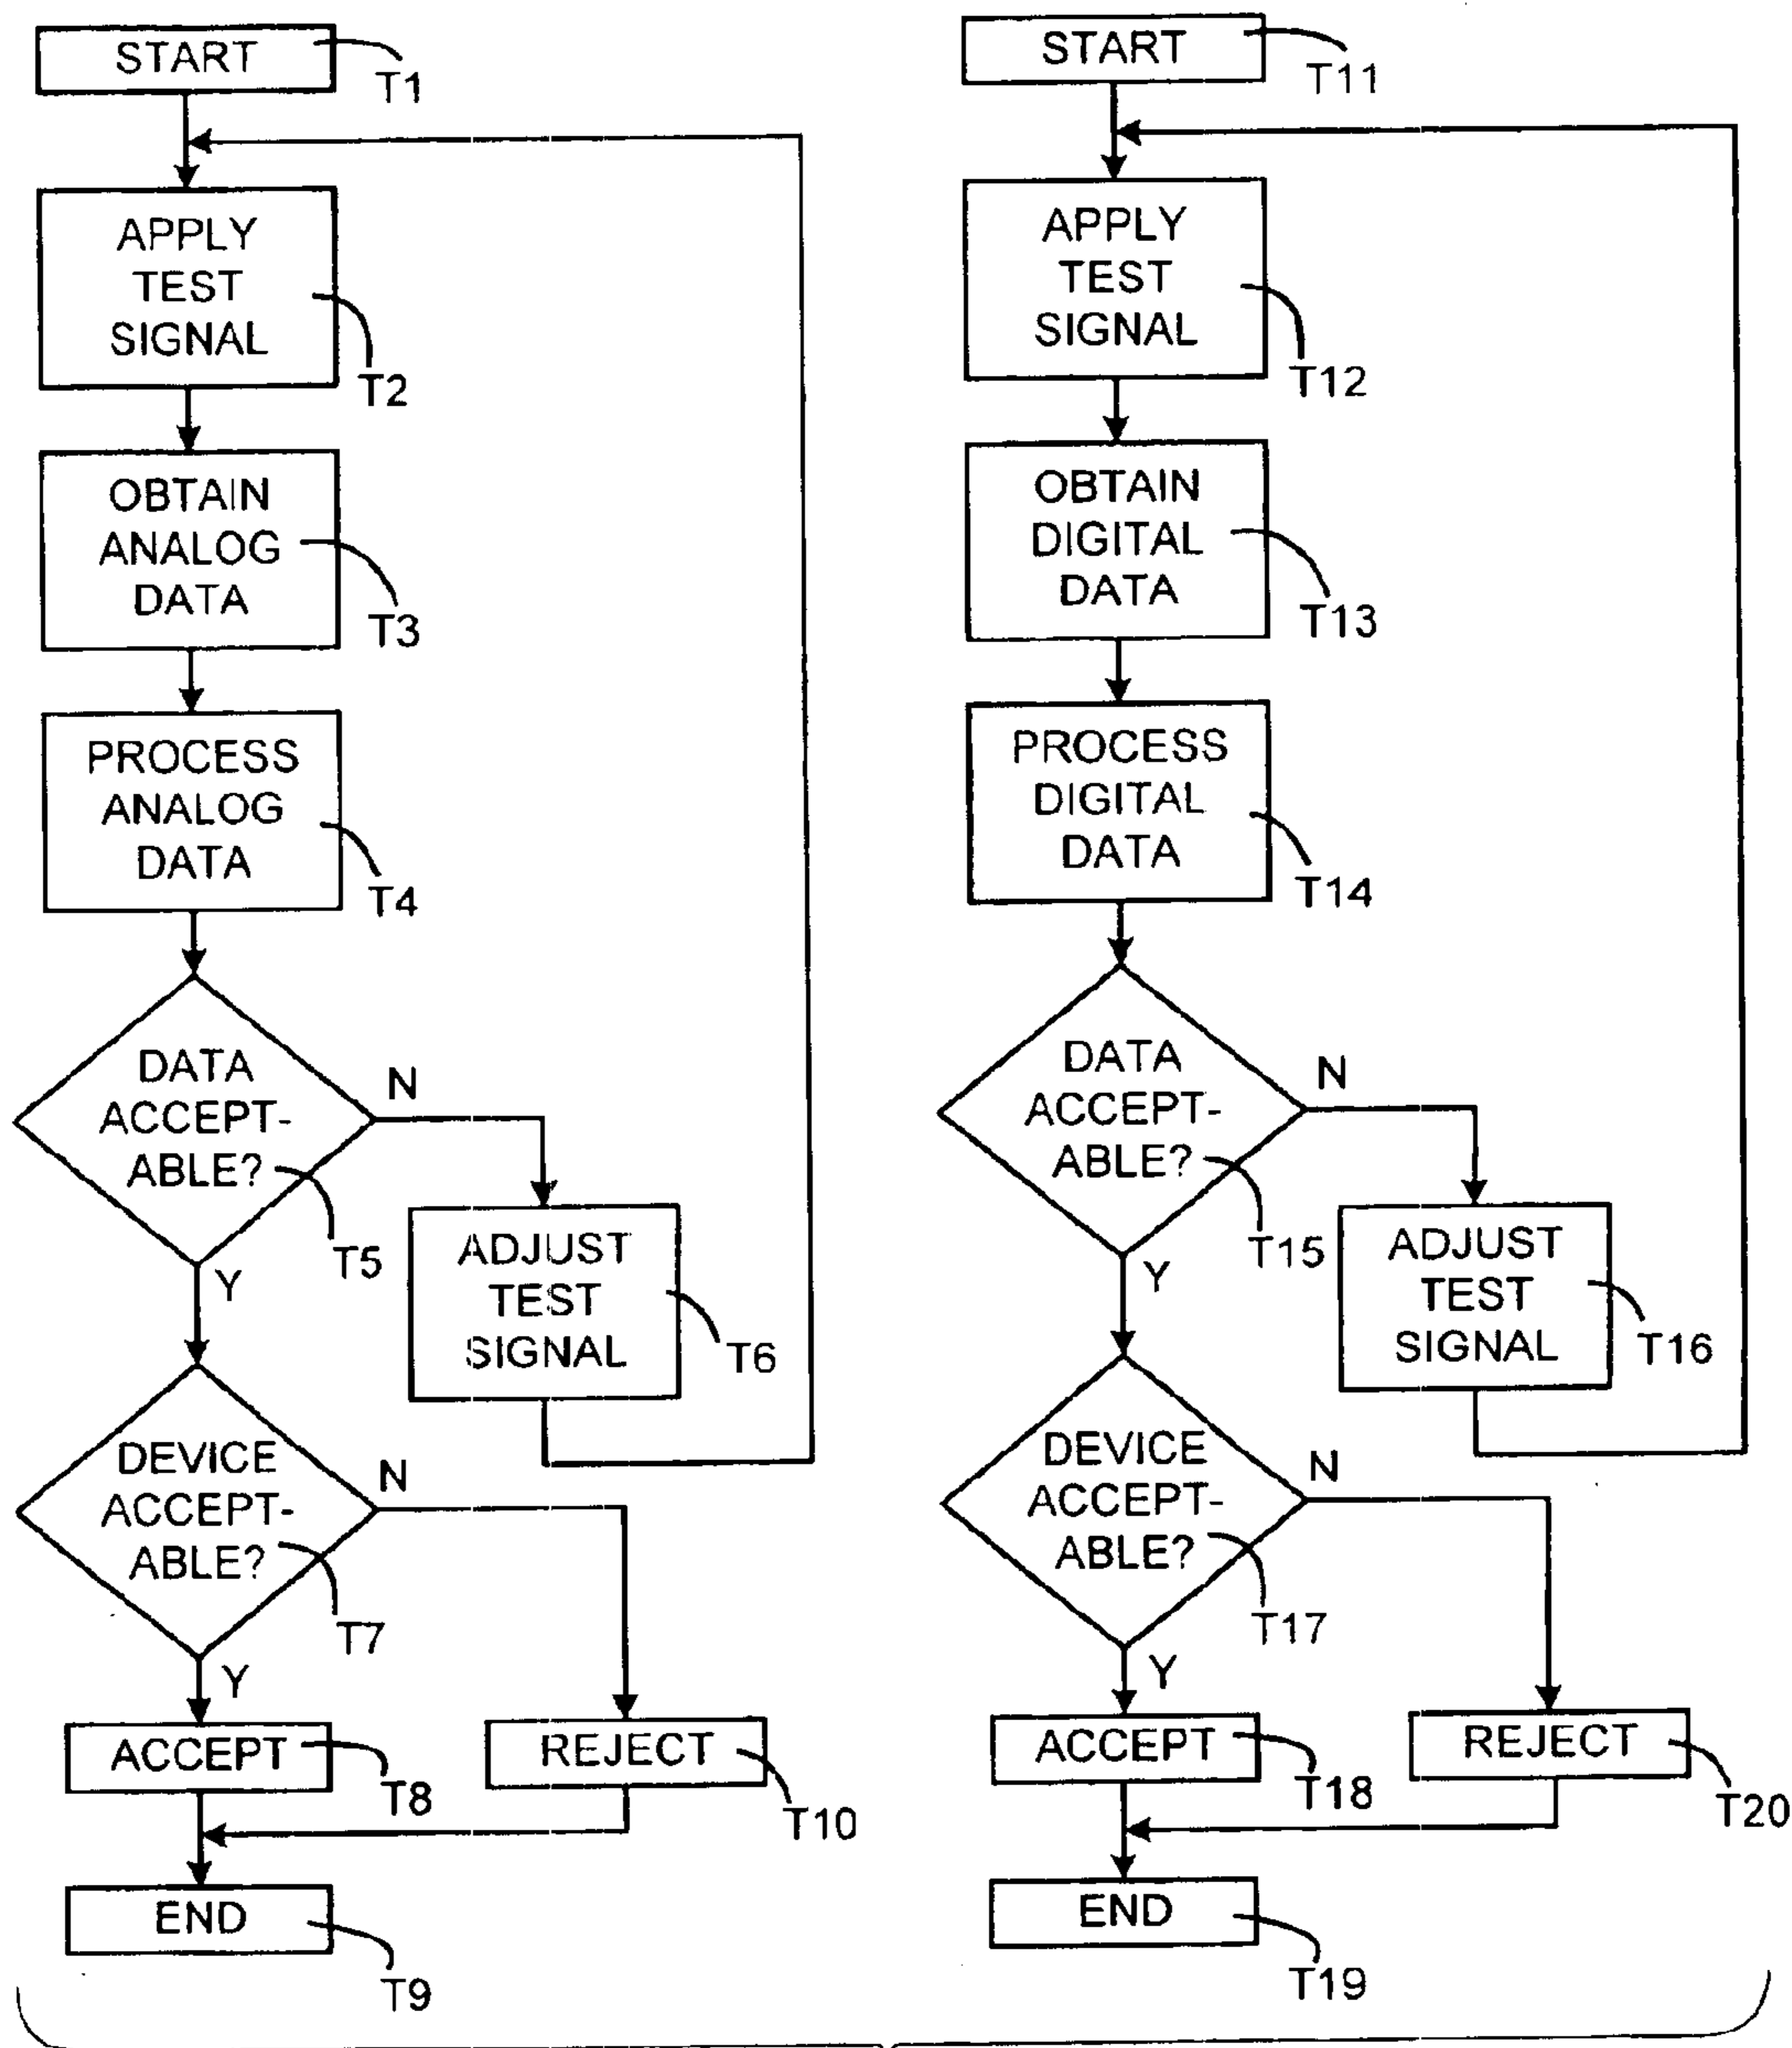 START
T1
APPLY
TEST
SIGNAL
T2
OBTAIN
ANALOG
DATA
T3
PROCESS
ANALOG
DATA
T4
DATA
ACCEPT-
ABLE?
N
T5
Y
ADJUST
TEST
SIGNAL
T6
DEVICE
ACCEPT-
ABLE?
N
T7
Y
ACCEPT
T8
REJECT
T10
END
T9
START
T11
APPLY
TEST
SIGNAL
T12
OBTAIN
DIGITAL
DATA
T13
PROCESS
DIGITAL
DATA
T14
DATA
ACCEPT-
ABLE?
N
T15
Y
ADJUST
TEST
SIGNAL
T16
DEVICE
ACCEPT-
ABLE?
N
T17
Y
ACCEPT
T18
REJECT
T20
END
T19